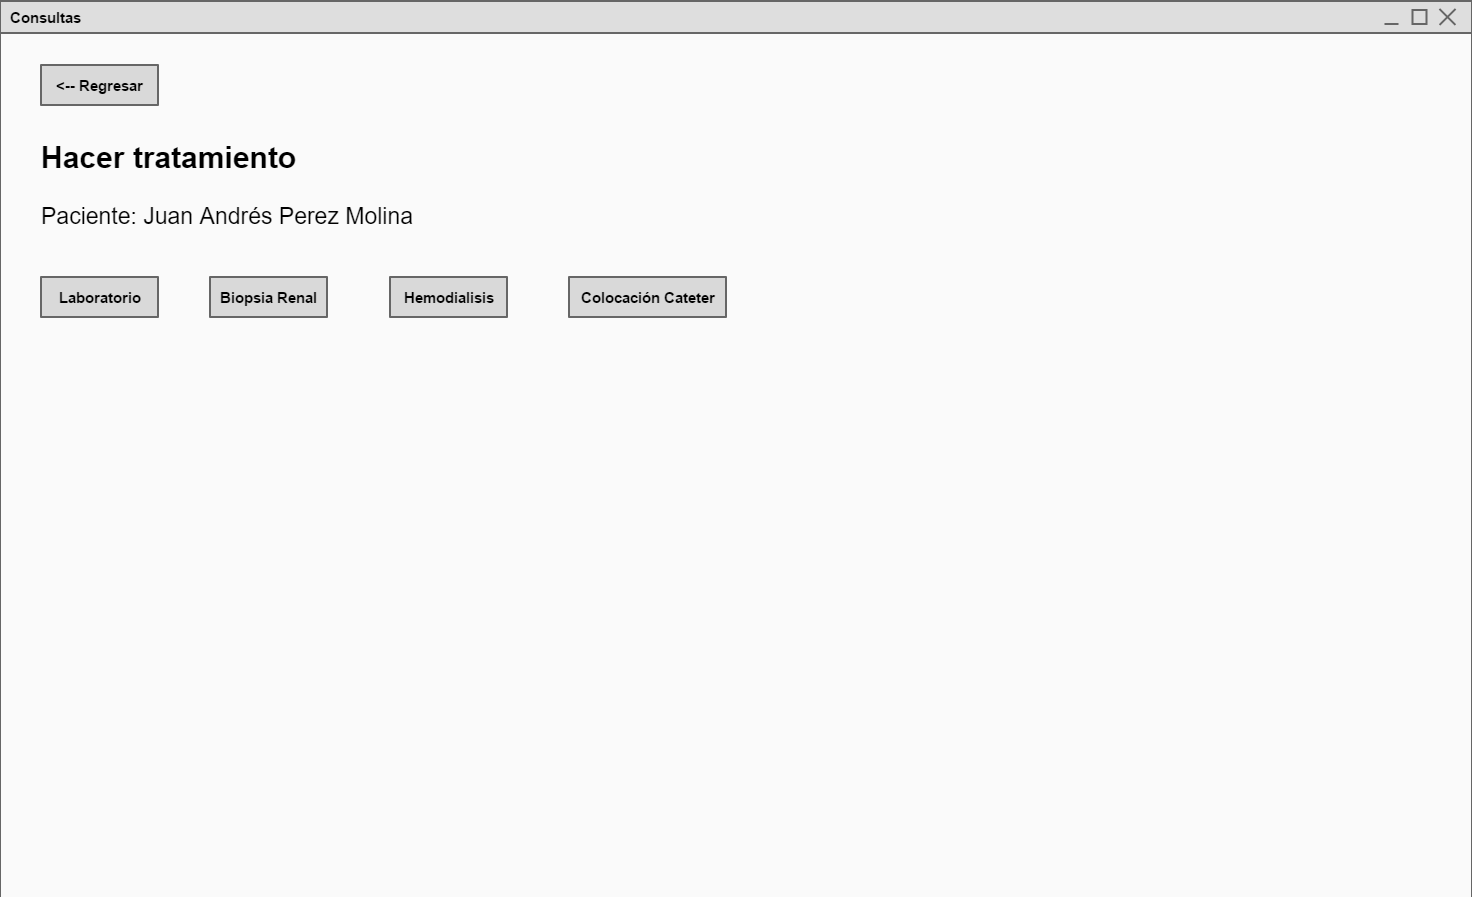 Consultas
<-- Regresar
Hacer tratamiento
Paciente: Juan Andrés Perez Molina
Laboratorio
Biopsia Renal
Hemodialisis
Colocación Cateter